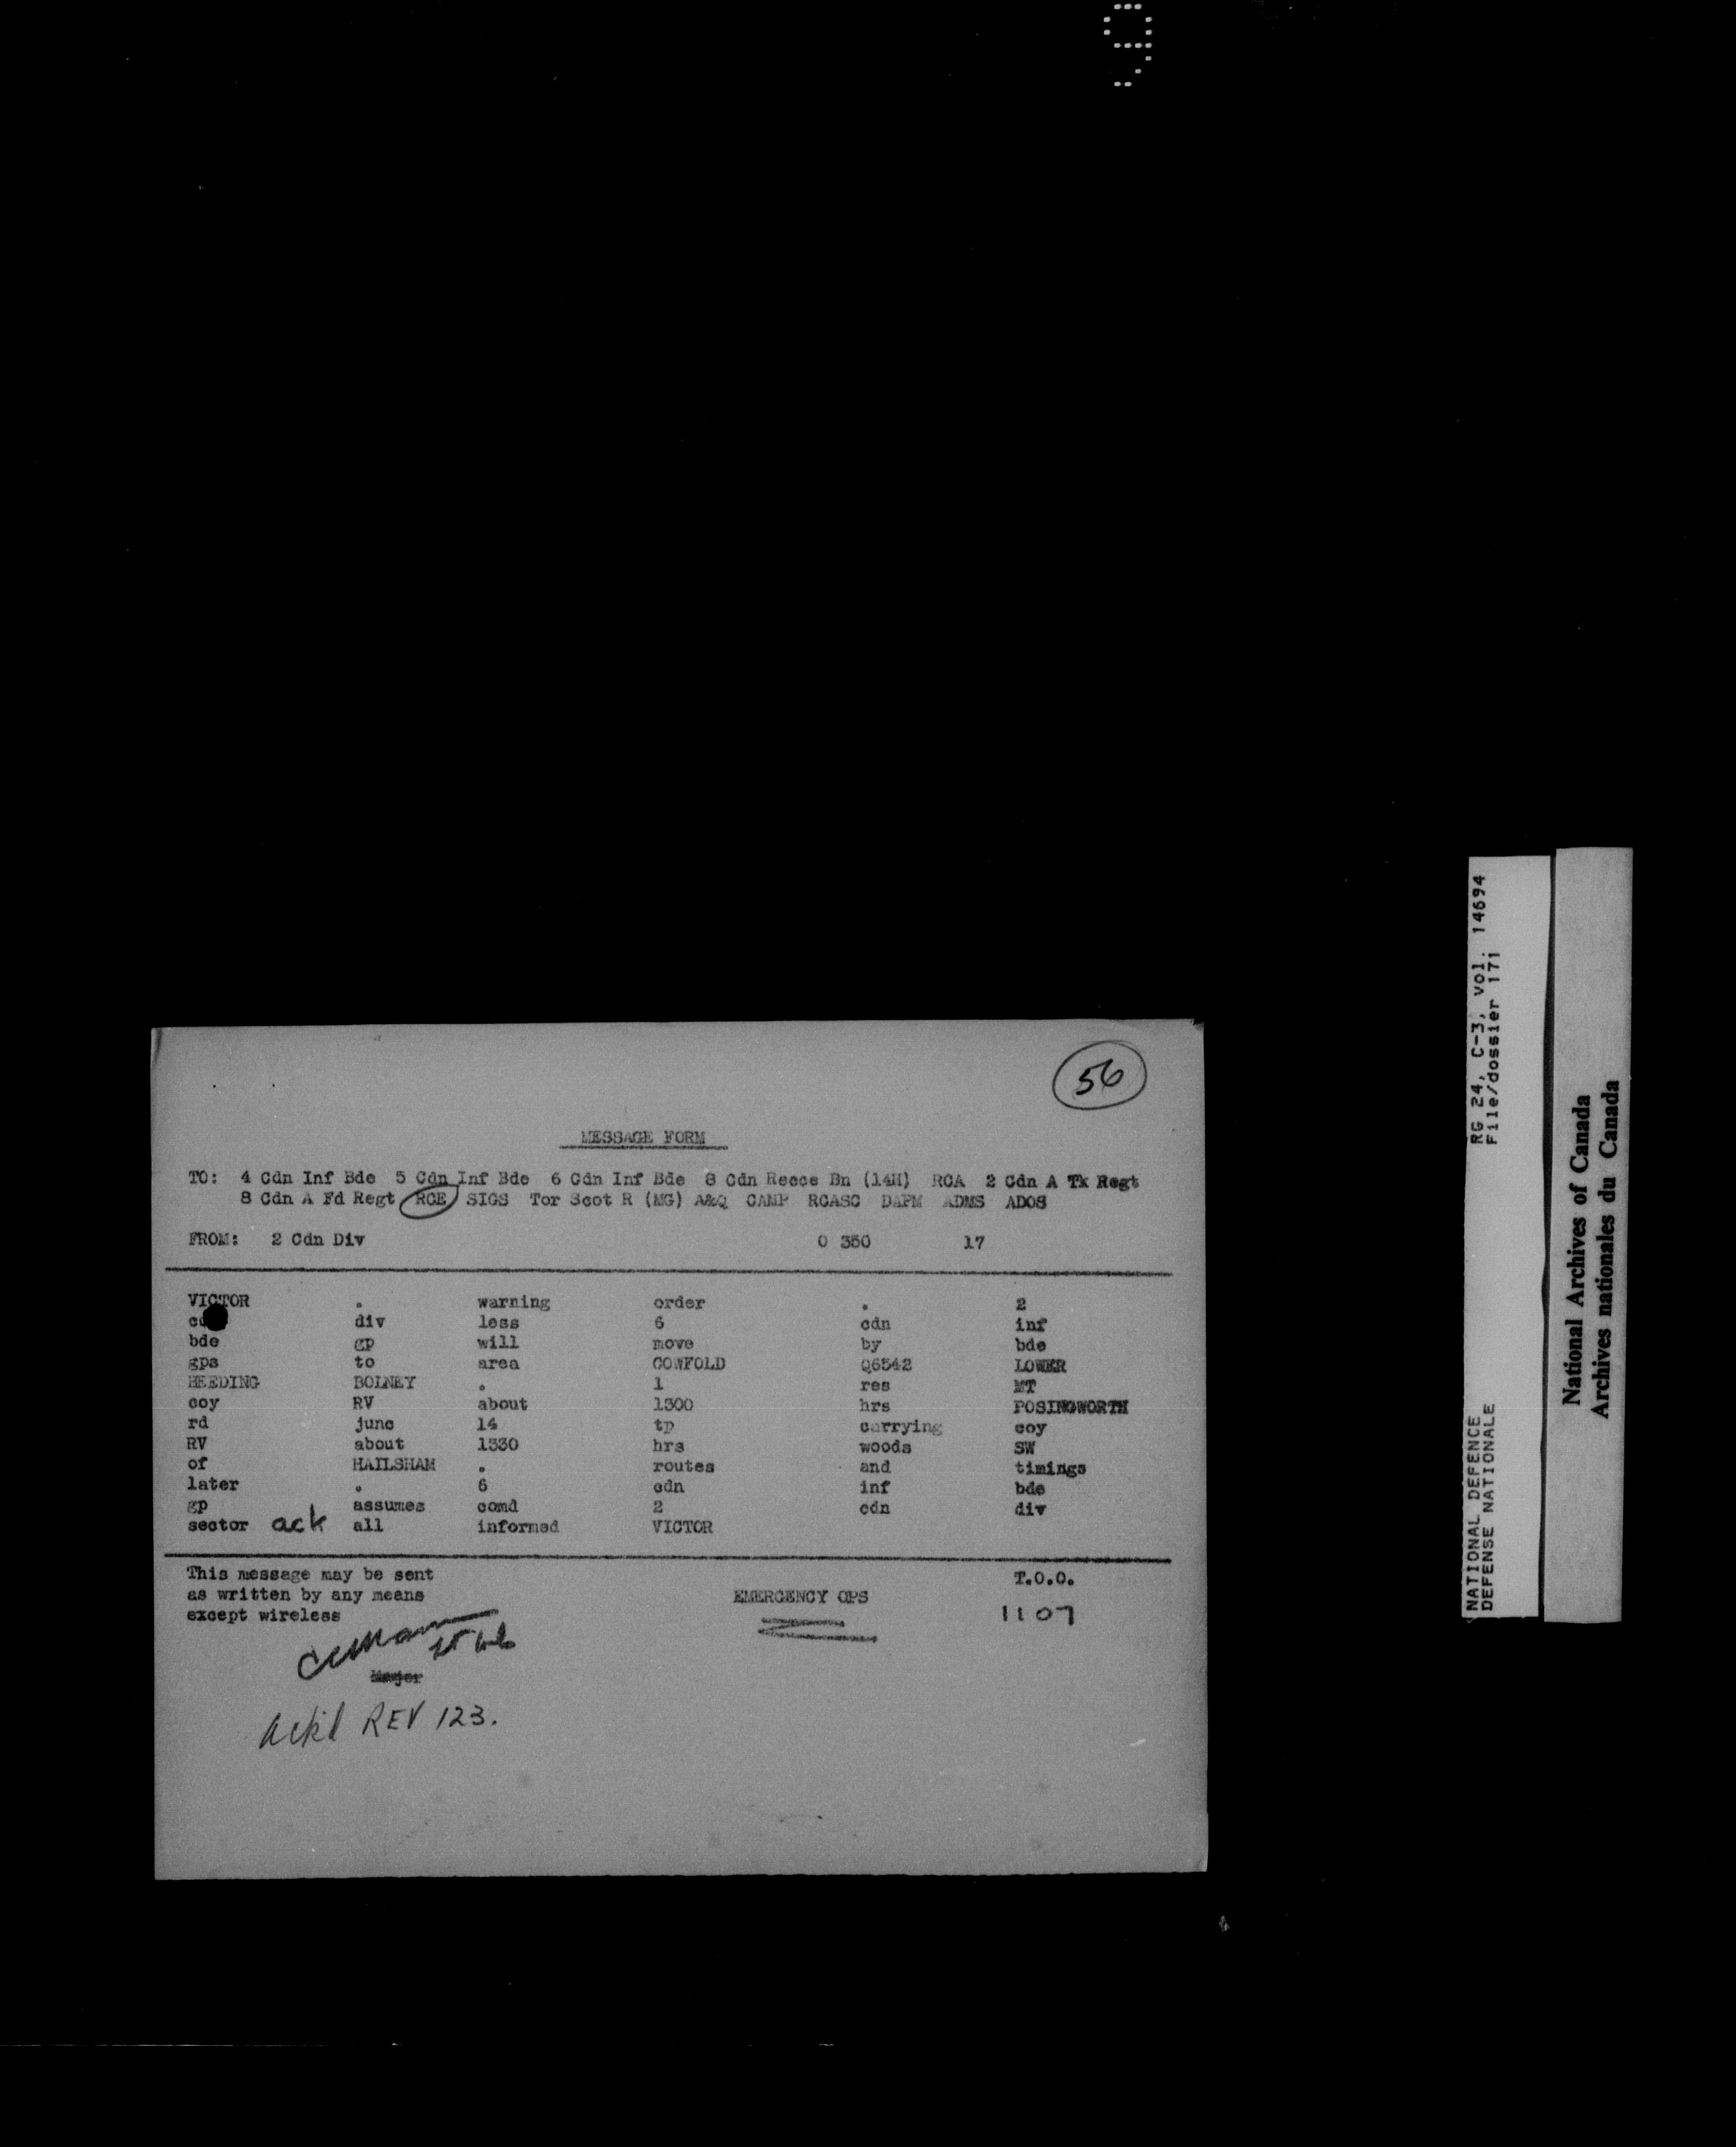 56
MESSAGE FORM
TO: 4 Cdn Inf Bde 5 Cdn Inf Bde 6 Cdn Inf Bde 8 Cdn Recce Bn (14H) RCA 2 Cdn A Tk Regt
8 Cdn A Fd Regt RCE SIGS Tor Scot R (MG) A&Q CAMP RCASC DAPM ADMS ADOS
FROM: 2 Cdn Div 0 350 17
VICTOR . warning order . 2
div less 6 cdn inf
bde gp will move by bde
gps to area COWFOLD Q6542 LOWER
BEEDING BOLNEY . 1 res MT
coy RV about 1300 hrs POSINGWORTH
rd junc 14 tp carrying coy
RV about 1330 hrs woods SW
of HAILSHAM . routes and timings
later . 6 cdn inf bde
gp assumes comd 2 cdn div
sector ack all informed VICTOR
This message may be sent
as written by any means
except wireless
EMERGENCY OPS
T.O.O.
1107
Major
Ackd REV 123.
RG 24, C-3, Vol. 14694
File/dossier 171
NATIONAL DEFENCE
DEFENSE NATIONALE
National Archives of Canada
Archives nationales du Canada